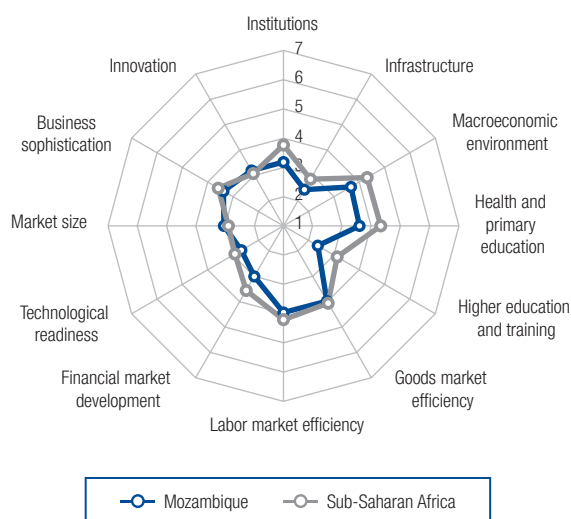 Institutions
7
6
5
4
3
2
1
Infrastructure
Macroeconomic
environment
Health and
primary
education
Higher education
and training
Goods market
efficiency
Labor market efficiency
Financial market
development
Technological
readiness
Market size
Business
sophistication
Innovation
Mozambique
Sub-Saharan Africa